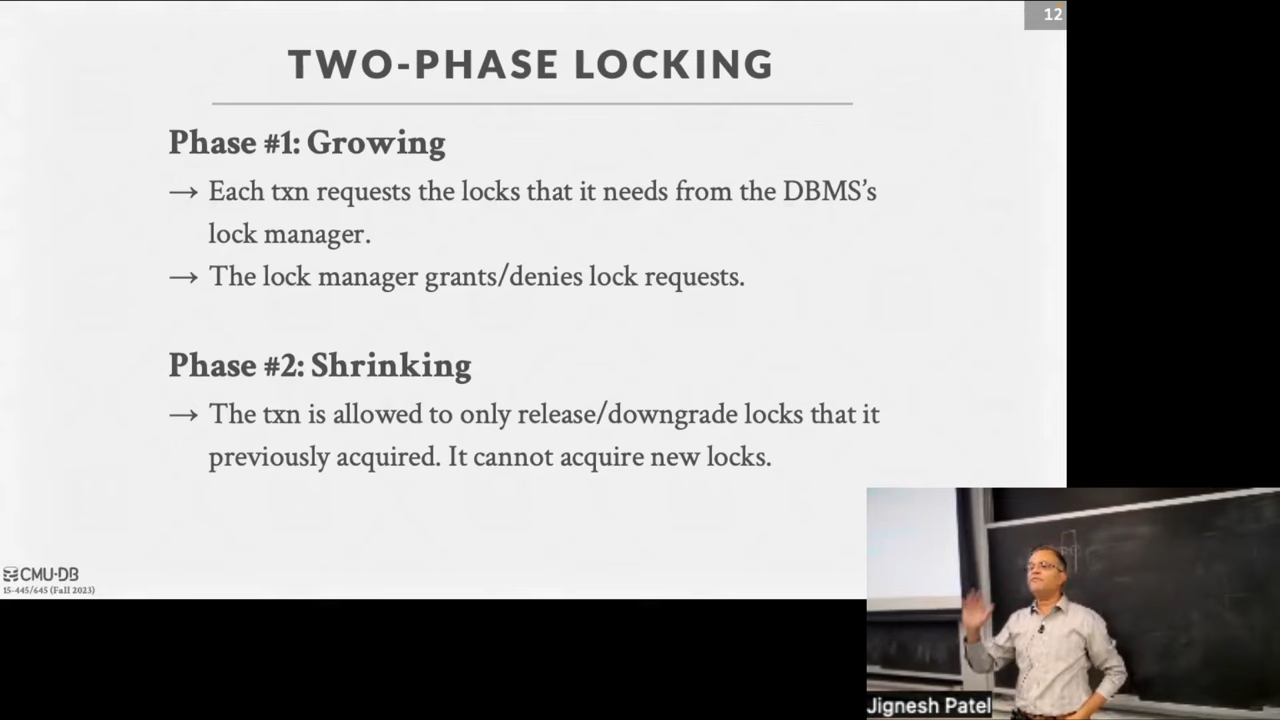 12
TWO-PHASE LOCKING
Phase #1: Growing
→ Each txn requests the locks that it needs from the DBMS’s
lock manager.
→ The lock manager grants/denies lock requests.
Phase #2: Shrinking
→ The txn is allowed to only release/downgrade locks that it
previously acquired. It cannot acquire new locks.
CMU·DB
15-445/645 (Fall 2023)
Jignesh Patel